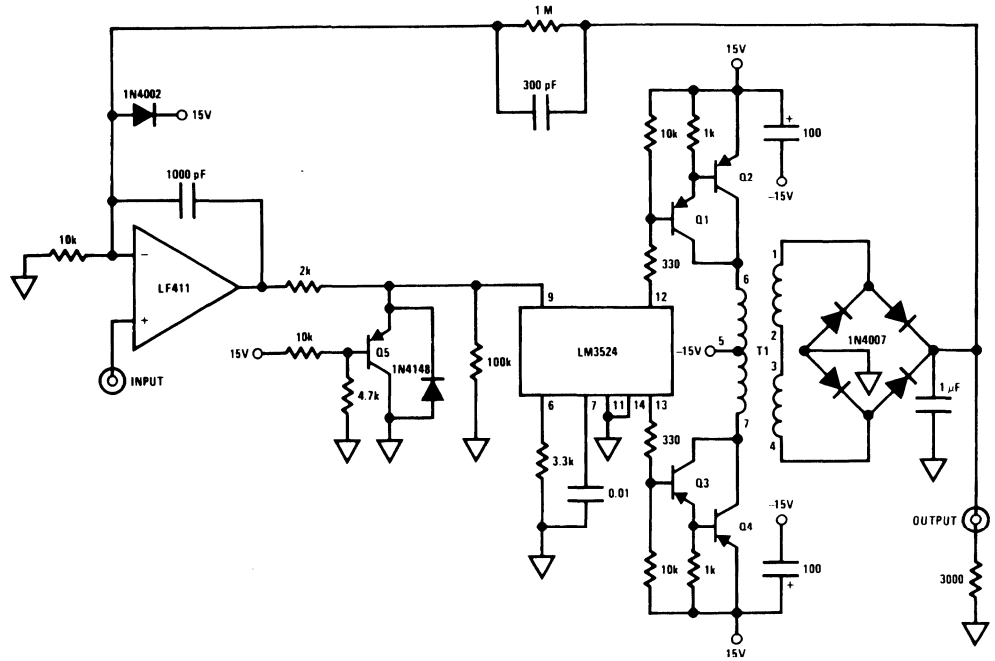 1 M
300 pF
15V
1N4002
15V
10k
1k
+
100
-15V
Q2
Q1
1000 pF
10k
-
LF411
+
INPUT
2k
330
12
9
LM3524
6
7
11
14
13
10k
15V
Q5
4.7k
1N4148
100k
3.3k
0.01
6
5
-15V
7
T1
1
2
3
4
1N4007
1 µF
330
Q3
Q4
10k
1k
-15V
100
+
15V
OUTPUT
3000